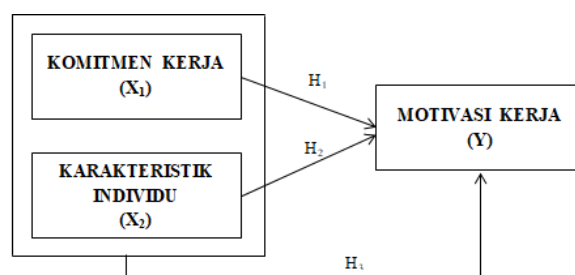 KOMITMEN KERJA
(X₁)
H₁
MOTIVASI KERJA
(Y)
H₂
KARAKTERISTIK
INDIVIDU
(X₂)
H₃